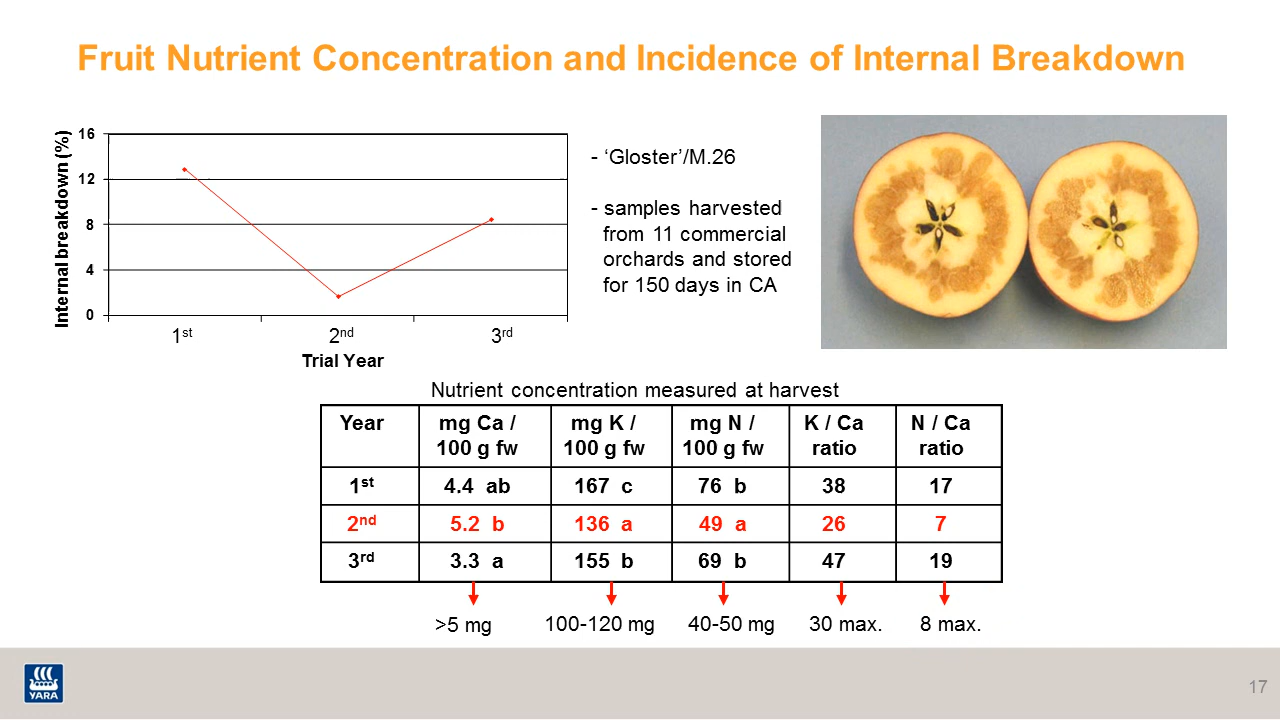 Fruit Nutrient Concentration and Incidence of Internal Breakdown
Internal breakdown (%)
16
12
8
4
0
1st 2nd 3rd
Trial Year
- ‘Gloster’/M.26
- samples harvested
from 11 commercial
orchards and stored
for 150 days in CA
Nutrient concentration measured at harvest
Year mg Ca / mg K / mg N / K / Ca N / Ca
100 g fw 100 g fw 100 g fw ratio ratio
1st 4.4 ab 167 c 76 b 38 17
2nd 5.2 b 136 a 49 a 26 7
3rd 3.3 a 155 b 69 b 47 19
>5 mg 100-120 mg 40-50 mg 30 max. 8 max.
YARA
17